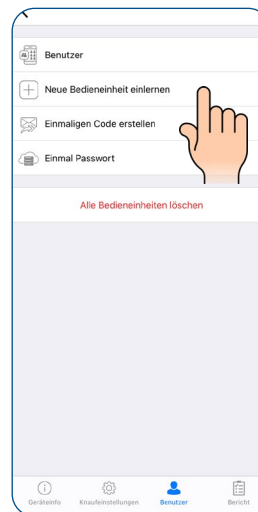 Benutzer
Neue Bedieneinheit einlernen
Einmaligen Code erstellen
Einmal Passwort
Alle Bedieneinheiten löschen
Geräteinfo Knaufeinstellungen Benutzer Bericht